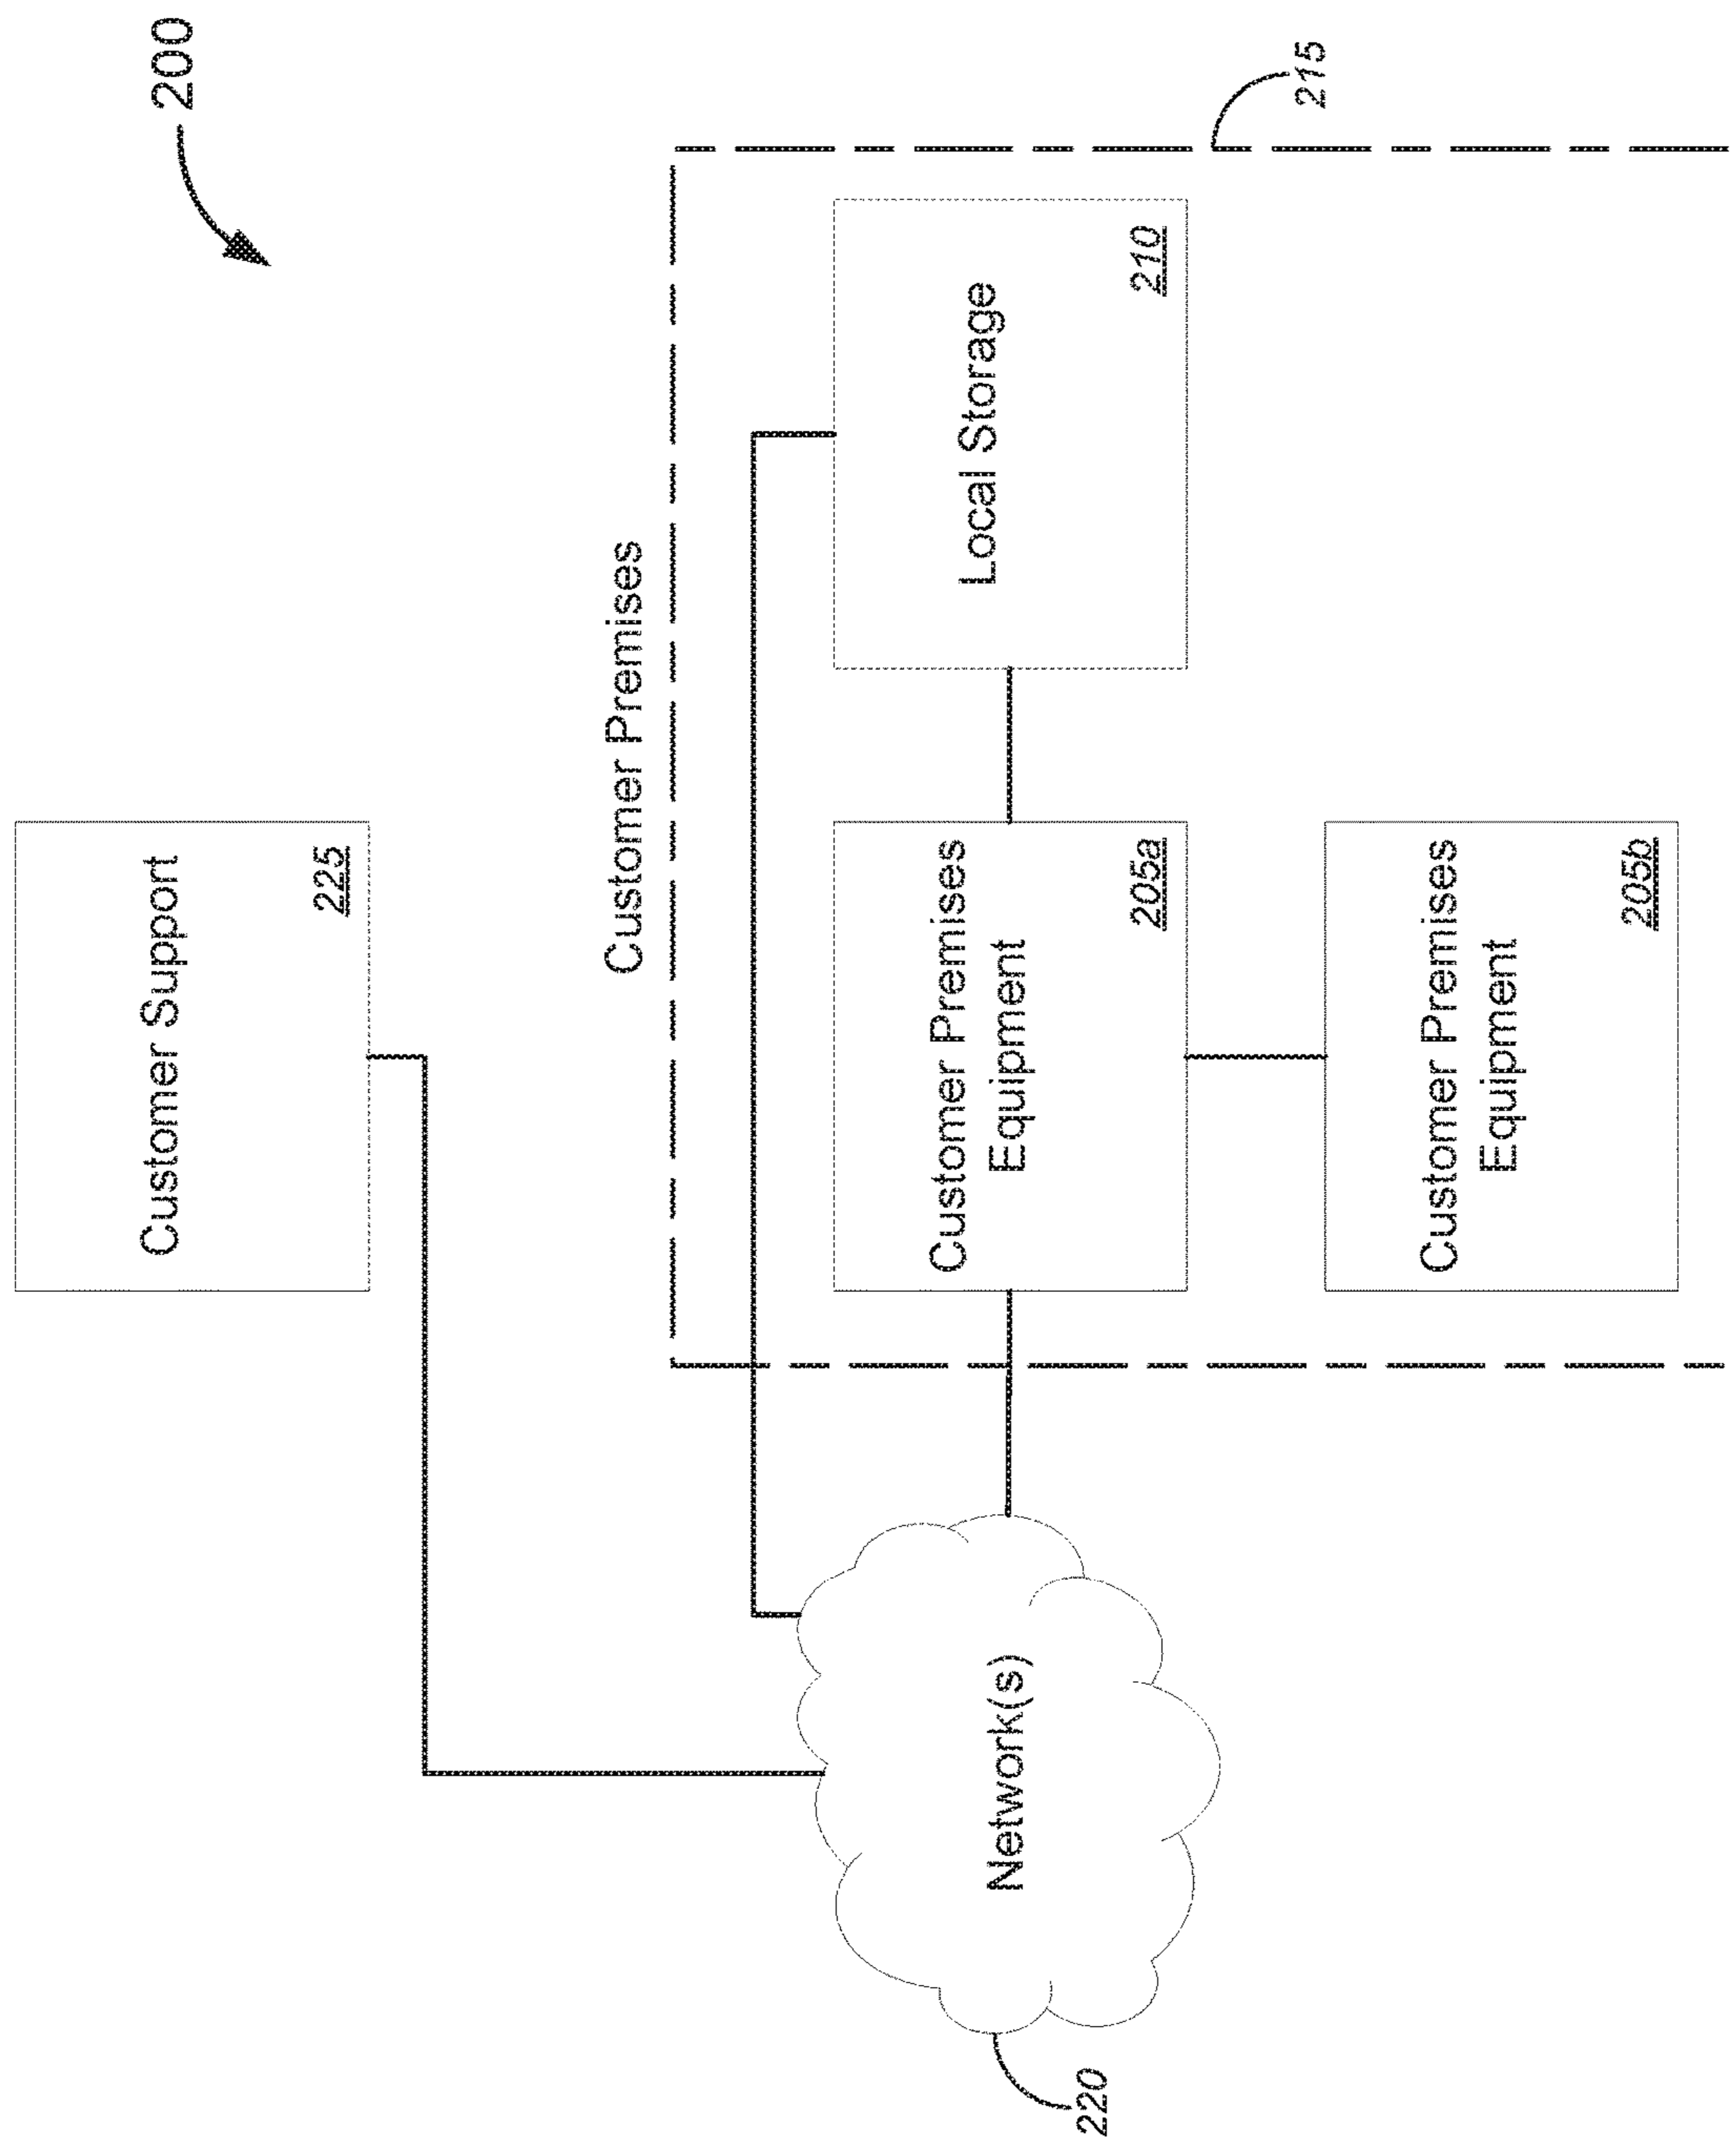 200
Customer Support
225
Customer Premises
215
Local Storage
210
Customer Premises
Equipment
205a
Customer Premises
Equipment
205b
Network(s)
220